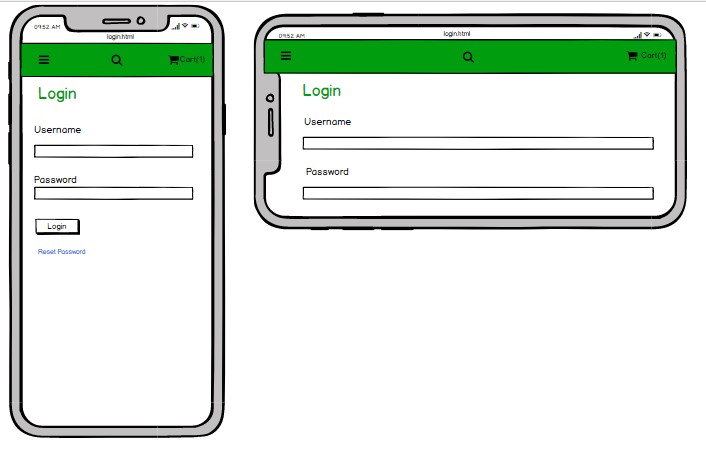 09:52 AM
login.html
Cart(1)
Login
Username
Password
Login
Reset Password
09:52 AM
login.html
Cart(1)
Login
Username
Password